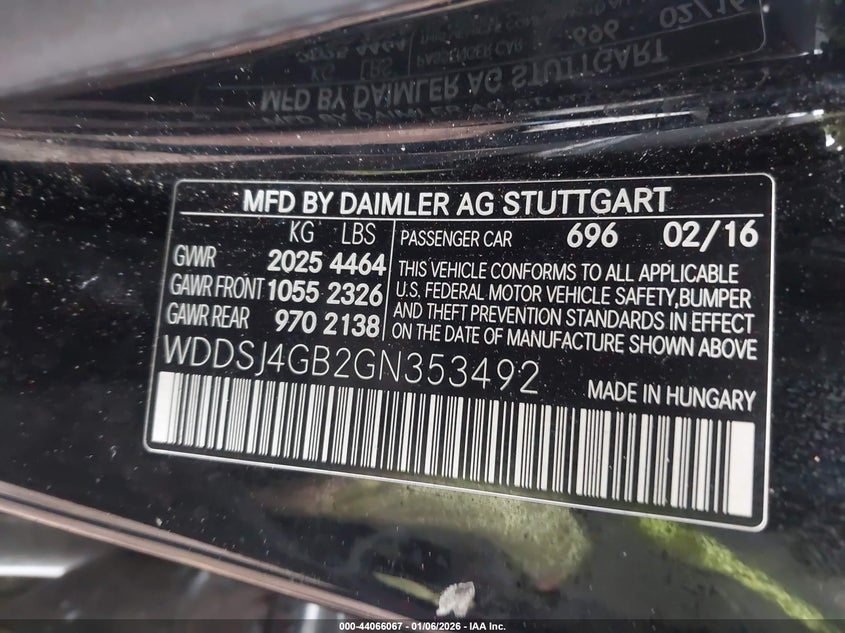 MFD BY DAIMLER AG STUTTGART
KG LBS
GWWR 2025 4464
GAWR FRONT 1055 2326
GAWR REAR 970 2138
PASSENGER CAR 696 02/16
THIS VEHICLE CONFORMS TO ALL APPLICABLE
U.S. FEDERAL MOTOR VEHICLE SAFETY, BUMPER
AND THEFT PREVENTION STANDARDS IN EFFECT
ON THE DATE OF MANUFACTURE SHOWN ABOVE
WDDSJ4GB2GN353492
MADE IN HUNGARY
000-44066067 - 01/06/2026 - IAA Inc.